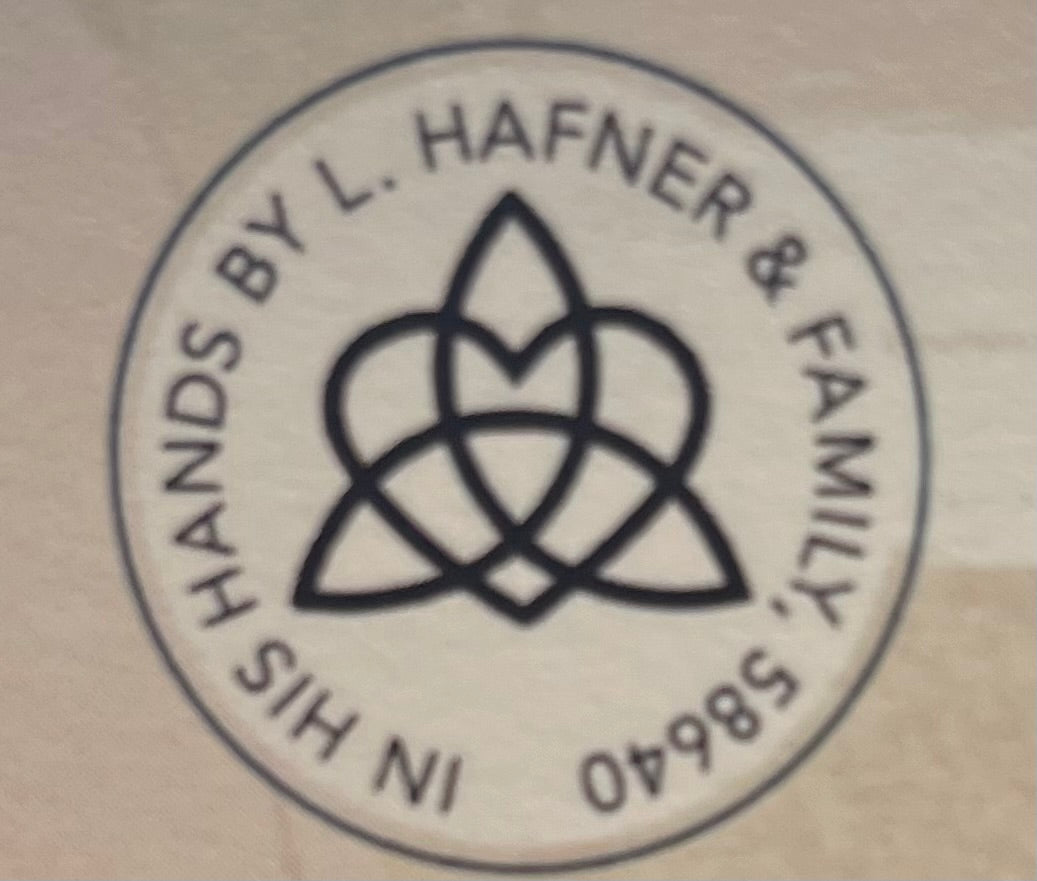 IN HIS HANDS BY L. HAFNER & FAMILY, 58640